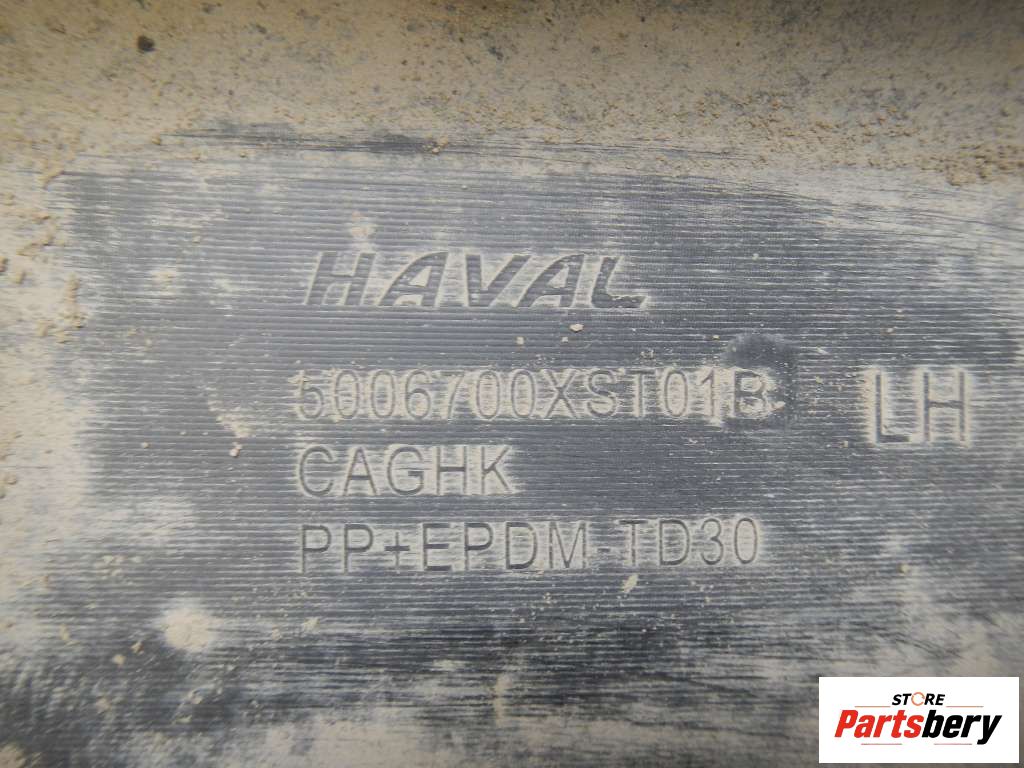 HAVAL
5006700XST01B LH
CAGHK
PP+EPDM-TD30
STORE
Partsbery